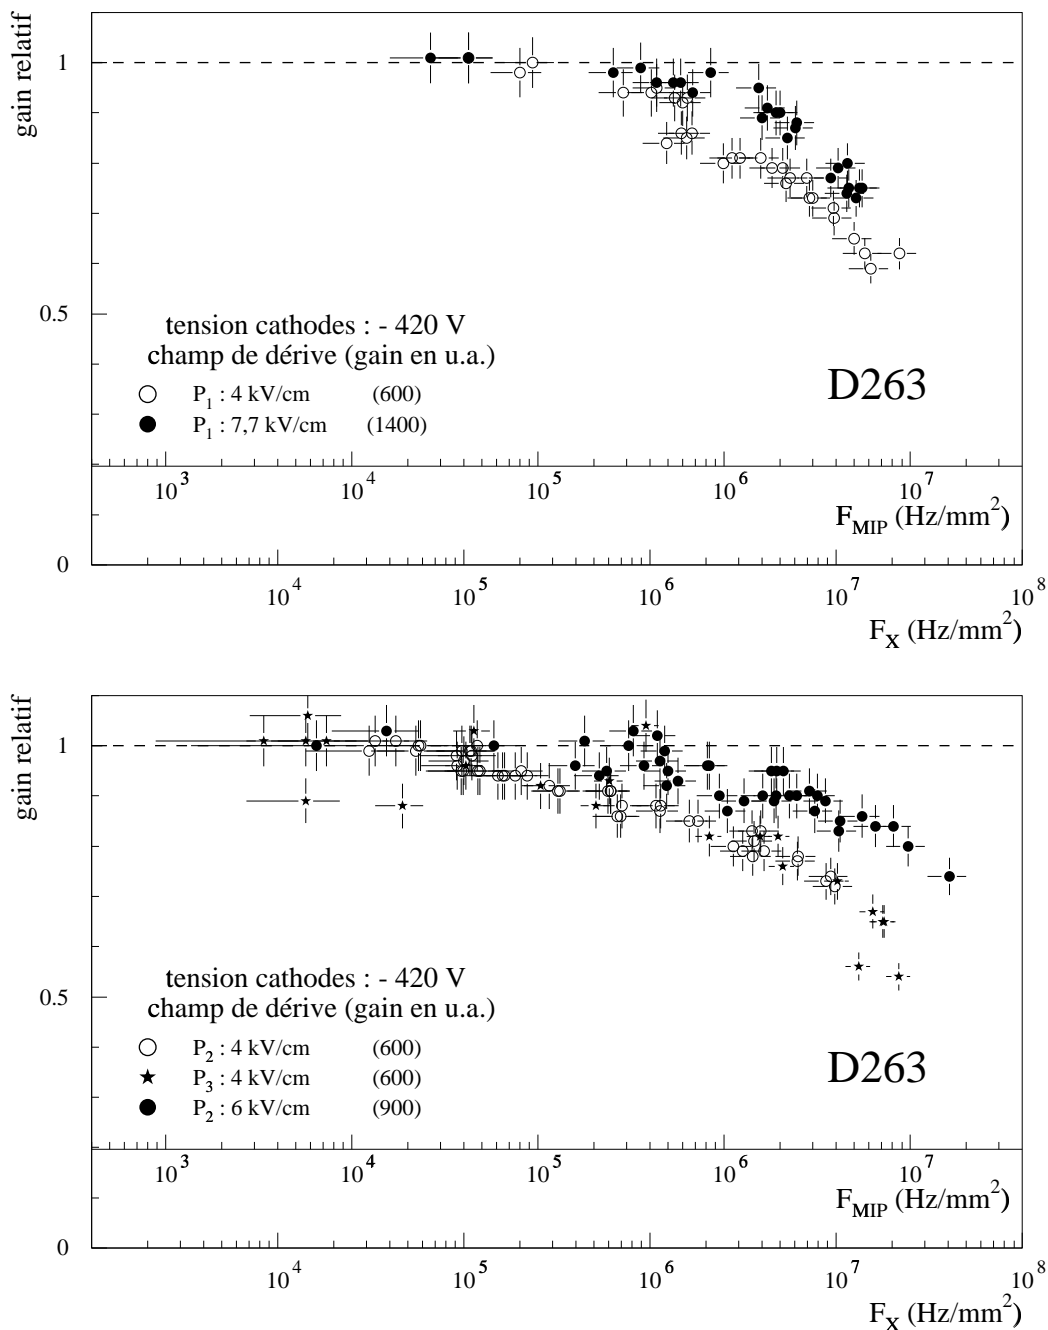 gain relatif
1
0.5
0
tension cathodes : - 420 V
champ de dérive (gain en u.a.)
P1 : 4 kV/cm (600)
P1 : 7,7 kV/cm (1400)
D263
10^3 10^4 10^5 10^6 10^7
F_MIP (Hz/mm^2)
10^4 10^5 10^6 10^7 10^8
F_X (Hz/mm^2)
gain relatif
1
0.5
0
tension cathodes : - 420 V
champ de dérive (gain en u.a.)
P2 : 4 kV/cm (600)
P3 : 4 kV/cm (600)
P2 : 6 kV/cm (900)
D263
10^3 10^4 10^5 10^6 10^7
F_MIP (Hz/mm^2)
10^4 10^5 10^6 10^7 10^8
F_X (Hz/mm^2)